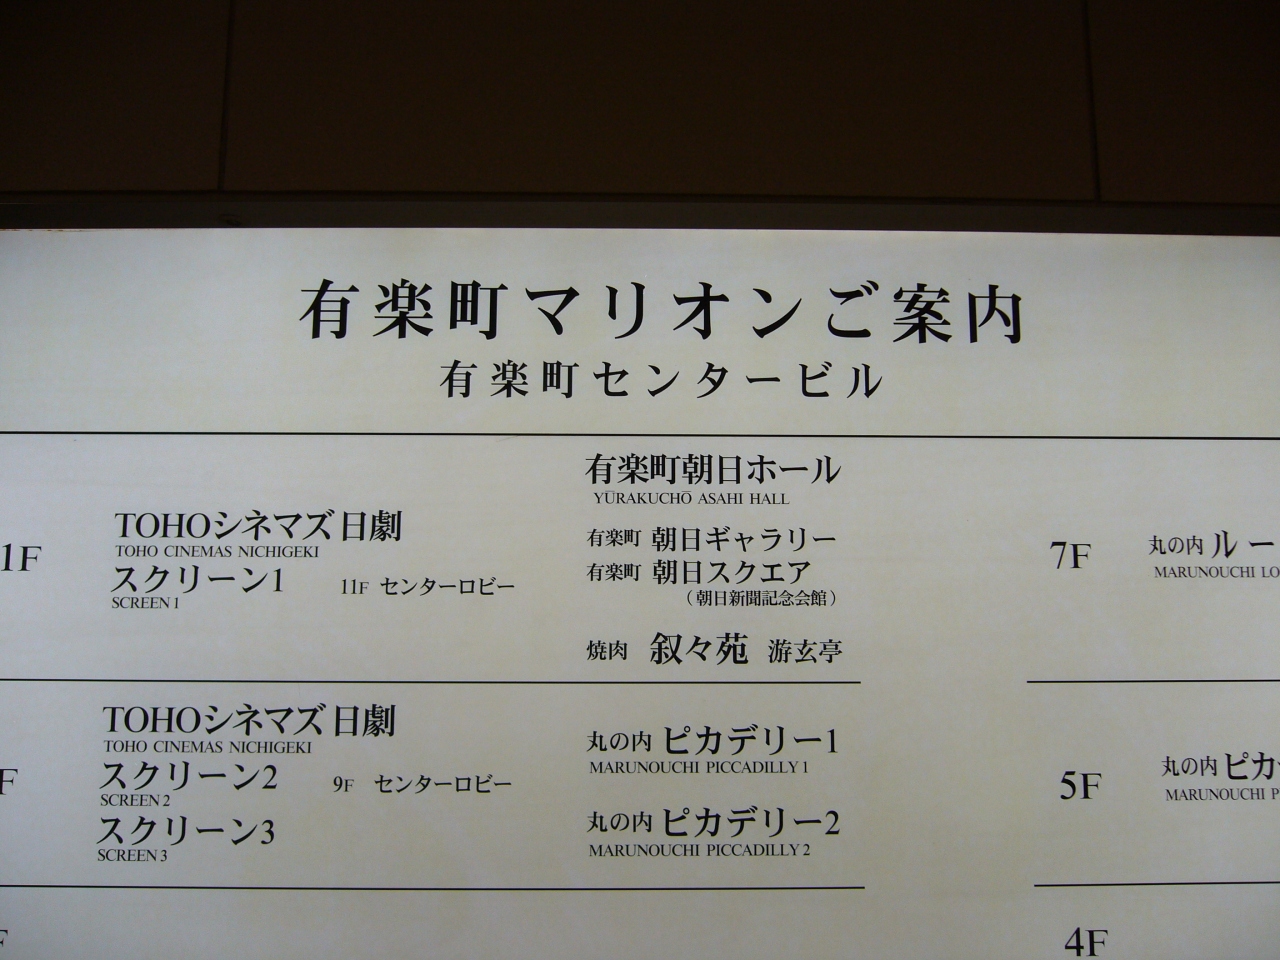 有楽町マリオンご案内
有楽町センタービル
1F
TOHOシネマズ日劇
TOHO CINEMAS NICHIGEKI
スクリーン1
SCREEN 1
11F センターロビー
有楽町朝日ホール
YŪRAKUCHŌ ASAHI HALL
有楽町 朝日ギャラリー
有楽町 朝日スクエア
（朝日新聞記念会館）
焼肉 叙々苑 游玄亭
F
TOHOシネマズ日劇
TOHO CINEMAS NICHIGEKI
スクリーン2
SCREEN 2
スクリーン3
SCREEN 3
9F センターロビー
丸の内 ピカデリー1
MARUNOUCHI PICCADILLY 1
丸の内 ピカデリー2
MARUNOUCHI PICCADILLY 2
7F
丸の内 ルー
MARUNOUCHI LO
5F
丸の内 ピカ
MARUNOUCHI P
4F